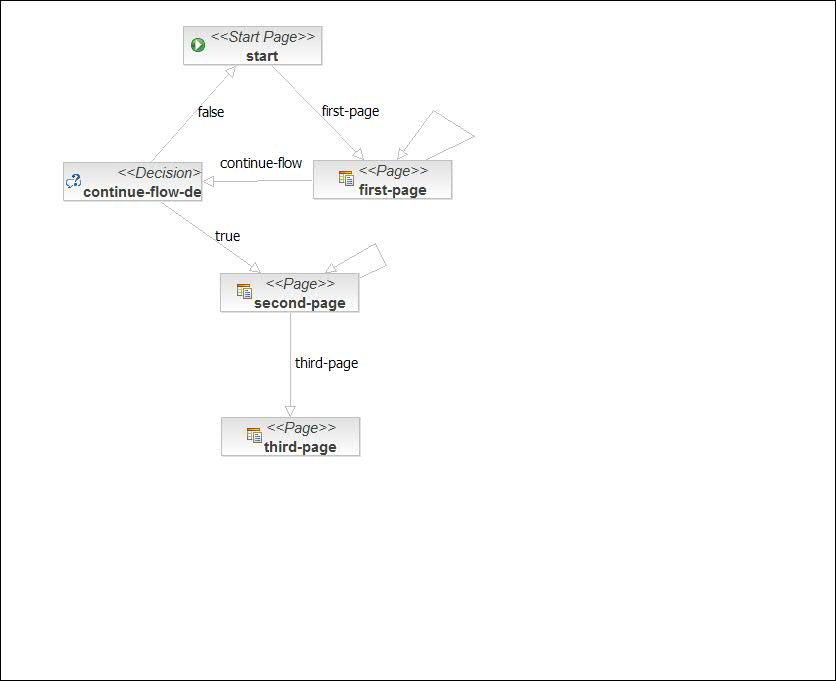 <<Start Page>>
start
false
first-page
continue-flow
<<Decision>
continue-flow-de
<<Page>>
first-page
true
<<Page>>
second-page
third-page
<<Page>>
third-page